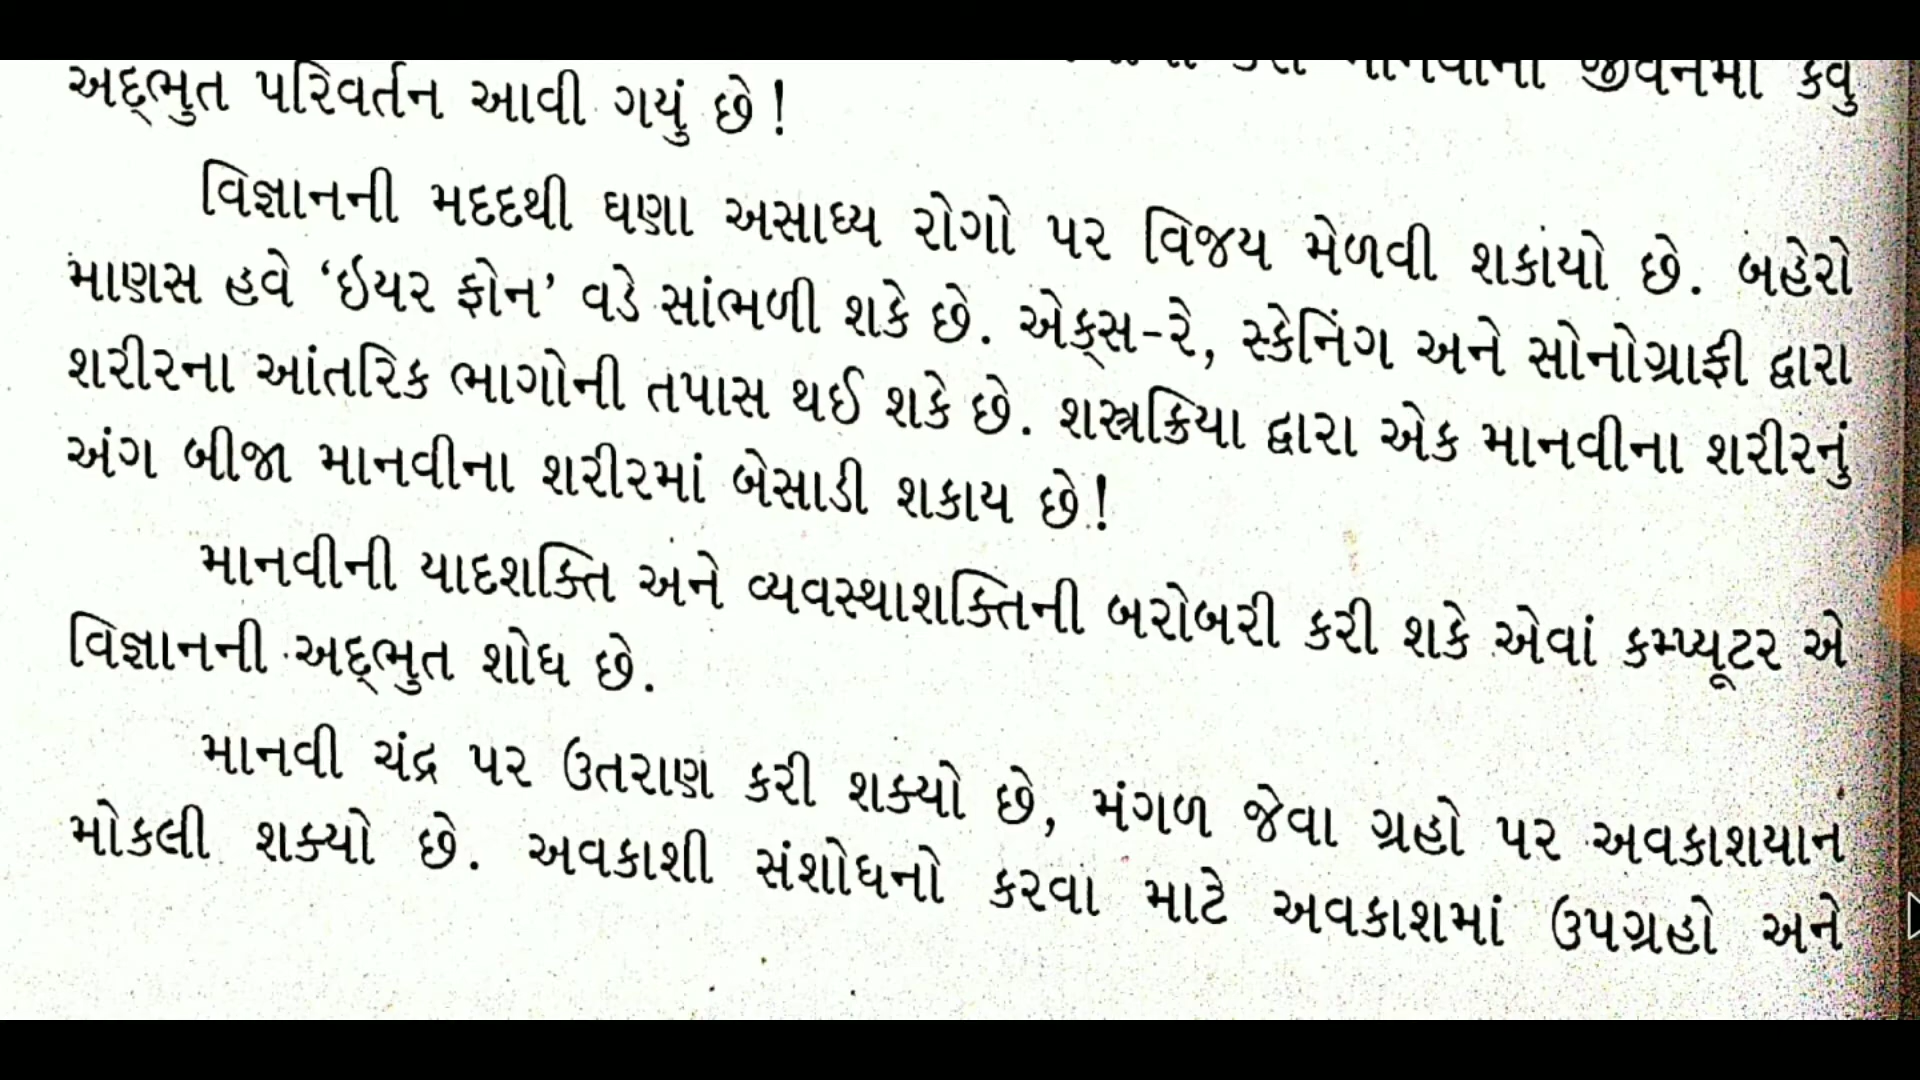 જીવનમાં કેવું
અદ્ભુત પરિવર્તન આવી ગયું છે!
વિજ્ઞાનની મદદથી ઘણા અસાધ્ય રોગો પર વિજય મેળવી શકાયો છે. બહેરો
માણસ હવે ‘ઇયર ફોન’ વડે સાંભળી શકે છે. એક્સ-રે, સ્કેનિંગ અને સોનોગ્રાફી દ્વારા
શરીરના આંતરિક ભાગોની તપાસ થઈ શકે છે. શસ્ત્રક્રિયા દ્વારા એક માનવીના શરીરનું
અંગ બીજા માનવીના શરીરમાં બેસાડી શકાય છે!
માનવીની યાદશક્તિ અને વ્યવસ્થાશક્તિની બરોબરી કરી શકે એવાં કમ્પ્યૂટર એ
વિજ્ઞાનની અદ્ભુત શોધ છે.
માનવી ચંદ્ર પર ઉતરાણ કરી શક્યો છે, મંગળ જેવા ગ્રહો પર અવકાશયાન
મોકલી શક્યો છે. અવકાશી સંશોધનો કરવા માટે અવકાશમાં ઉપગ્રહો અને